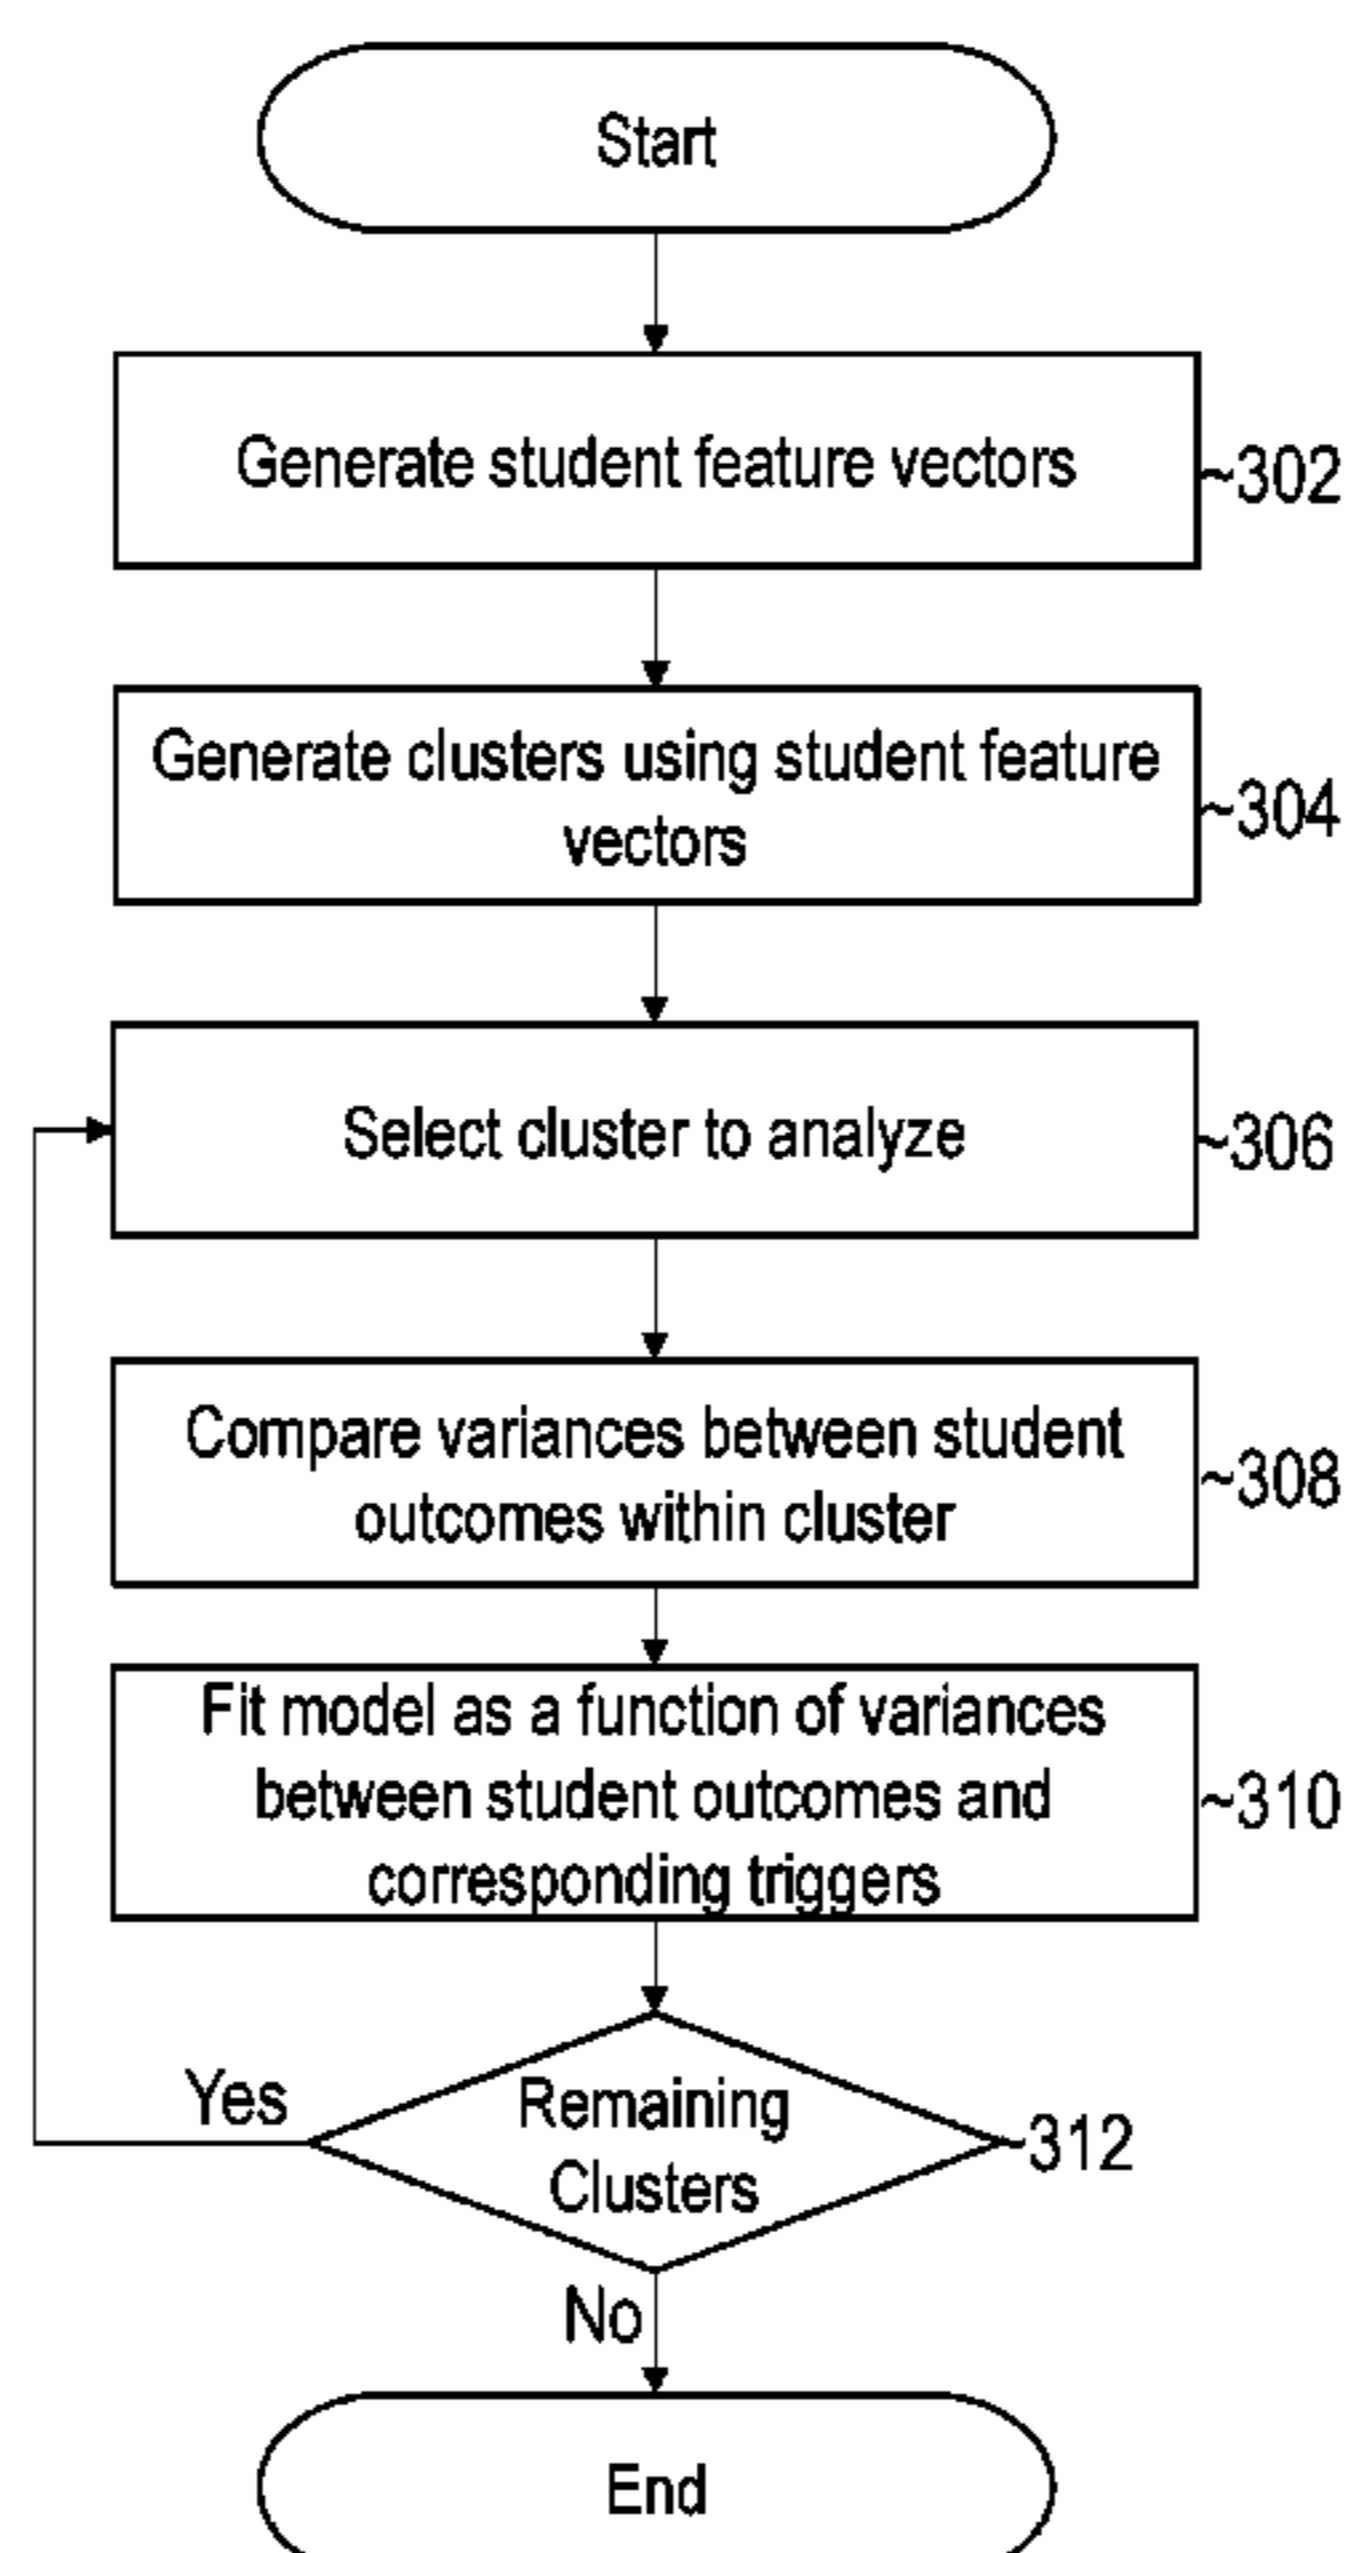 Start
Generate student feature vectors
~302
Generate clusters using student feature
vectors
~304
Select cluster to analyze
~306
Compare variances between student
outcomes within cluster
~308
Fit model as a function of variances
between student outcomes and
corresponding triggers
~310
Yes
Remaining
Clusters
312
No
End